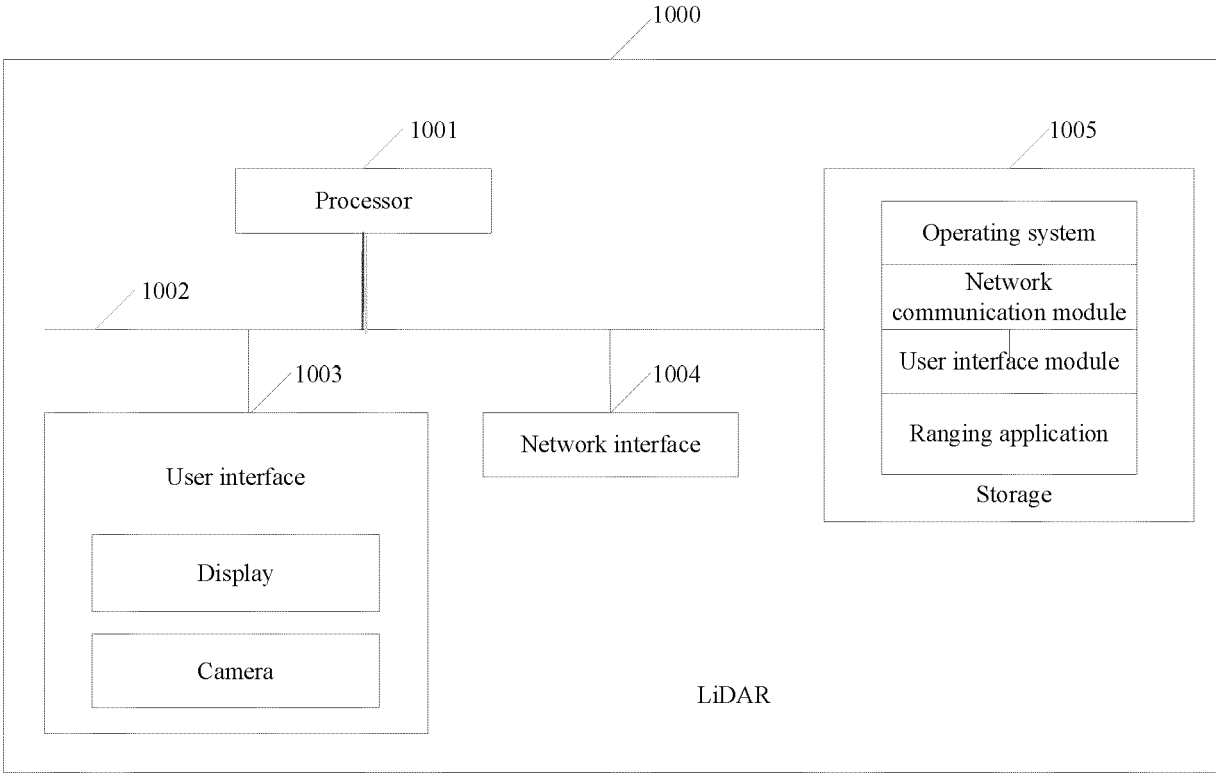 1000
1001
1005
Processor
Operating system
Network
communication module
1002
User interface module
1003
1004
Ranging application
Network interface
User interface
Storage
Display
Camera
LiDAR